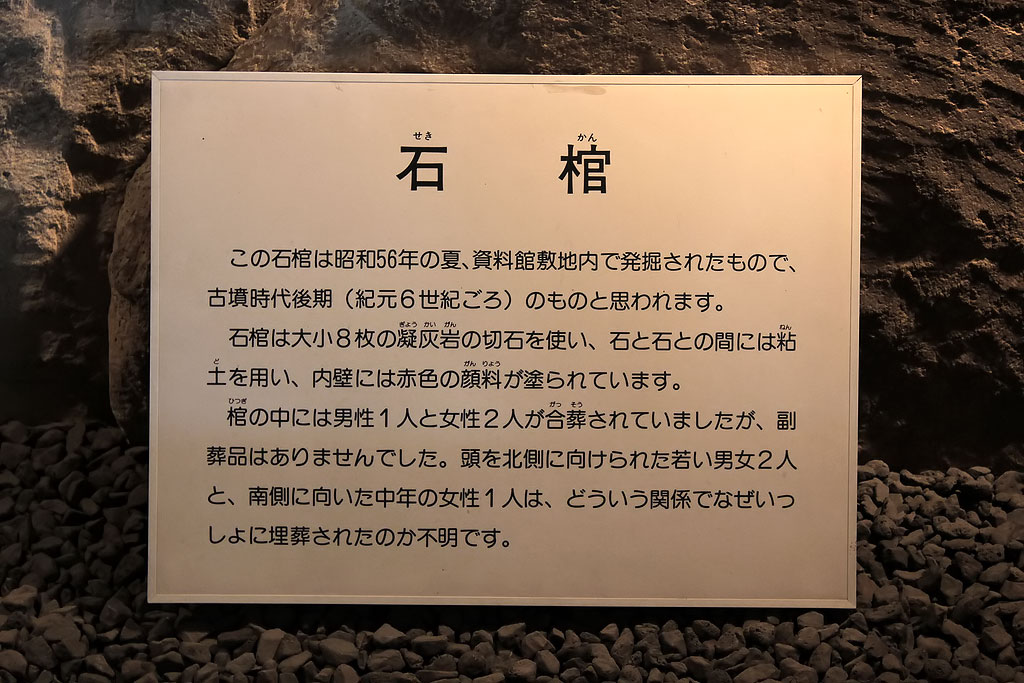 石棺
この石棺は昭和56年の夏、資料館敷地内で発掘されたもので、
古墳時代後期（紀元6世紀ごろ）のものと思われます。
石棺は大小8枚の凝灰岩の切石を使い、石と石との間には粘
土を用い、内壁には赤色の顔料が塗られています。
棺の中には男性1人と女性2人が合葬されていましたが、副
葬品はありませんでした。頭を北側に向けられた若い男女2人
と、南側に向いた中年の女性1人は、どういう関係でなぜいっ
しょに埋葬されたのか不明です。